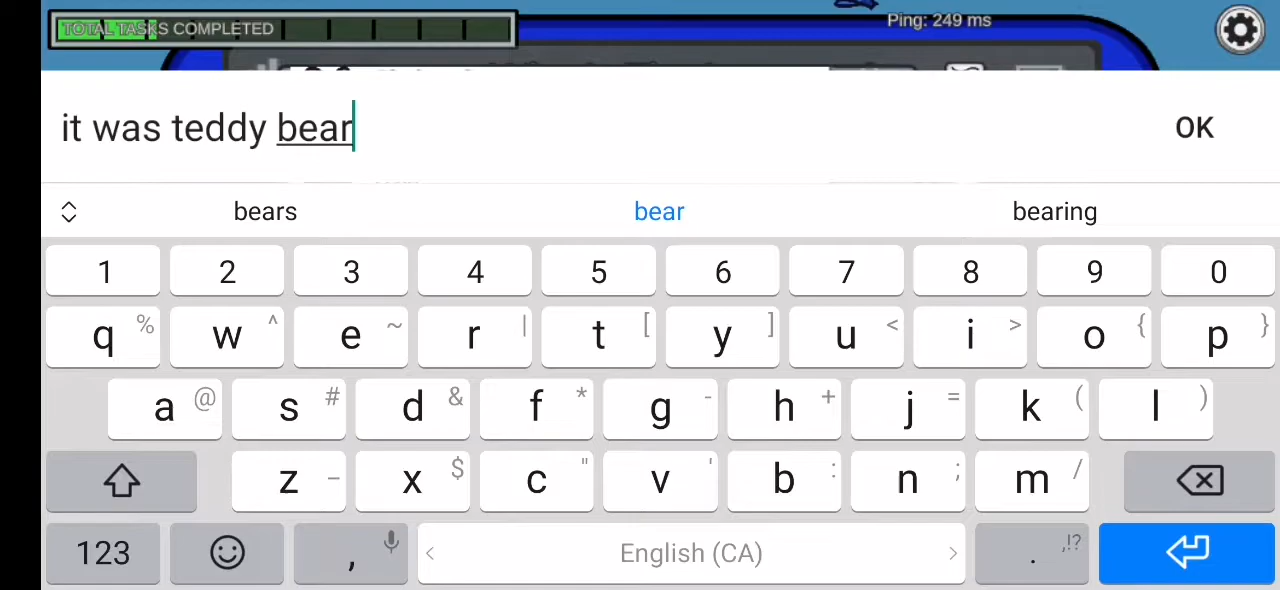 TOTAL TASKS COMPLETED
Ping: 249 ms
it was teddy bear
OK
bears bear bearing
1 2 3 4 5 6 7 8 9 0
q % w ^ e ~ r | t [ y ] u < i > o { p }
a @ s # d & f * g - h + j = k ( l )
z _ x $ c " v ' b : n ; m /
123 , < English (CA) > . ,!?